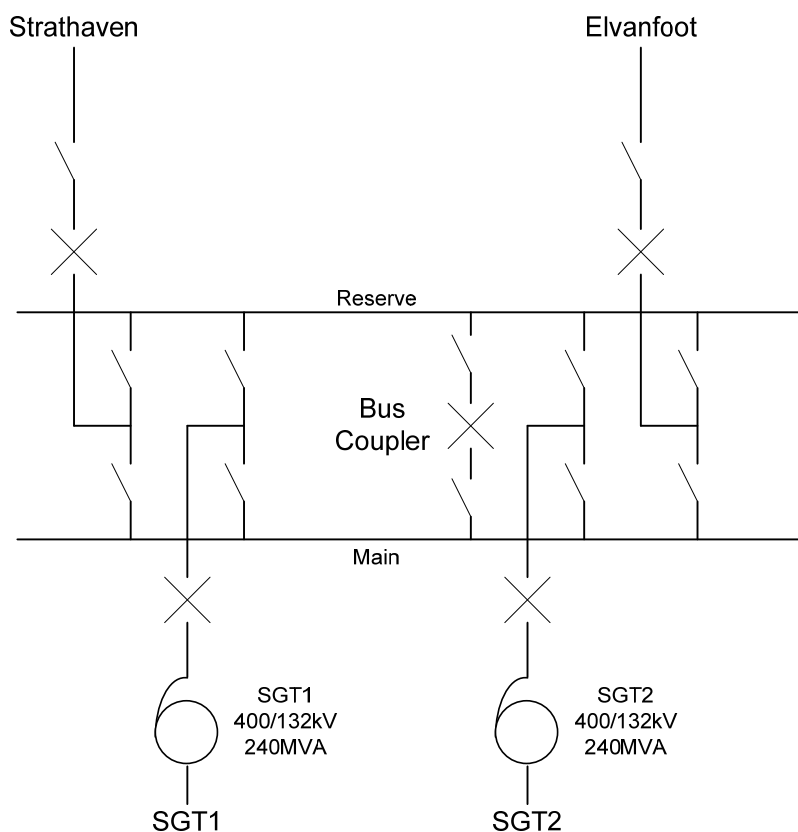 Strathaven
Elvanfoot
Reserve
Bus
Coupler
Main
SGT1
400/132kV
240MVA
SGT2
400/132kV
240MVA
SGT1
SGT2